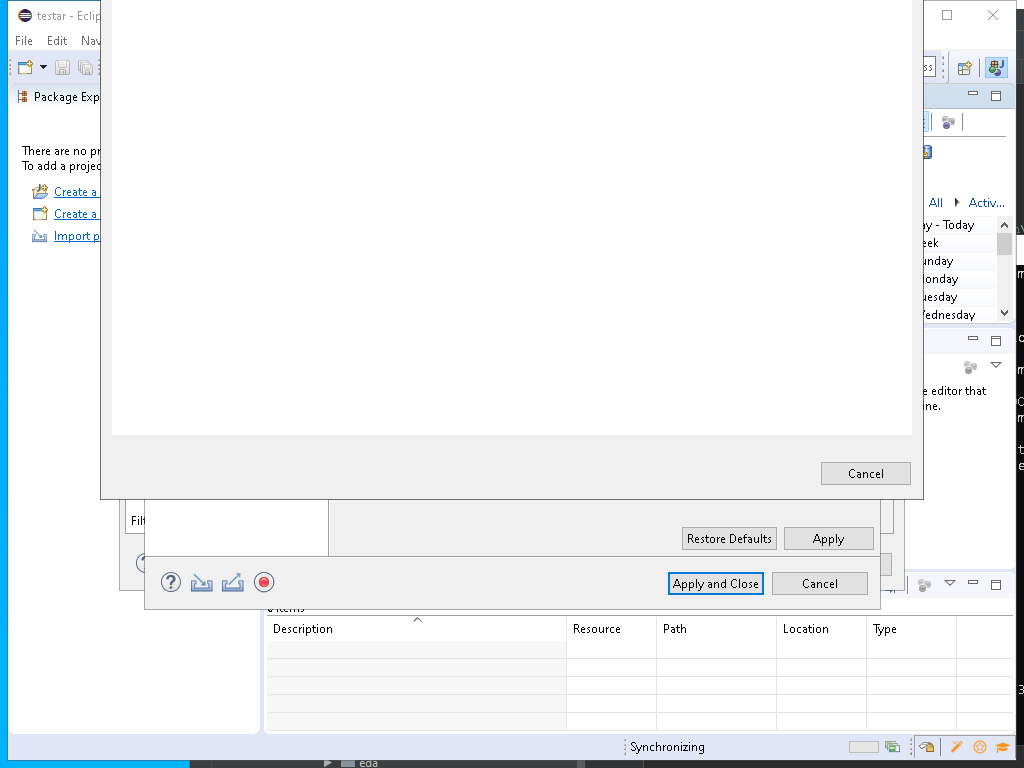 testar - Eclip
File Edit Nav
Package Exp
There are no pr
To add a projec
Create a
Create a
Import p
ss
All Activ...
ay - Today
eek
unday
onday
uesday
Wednesday
e editor that
ine.
Cancel
Filt
Restore Defaults Apply
Apply and Close Cancel
0 items
Description Resource Path Location Type
Synchronizing
eda